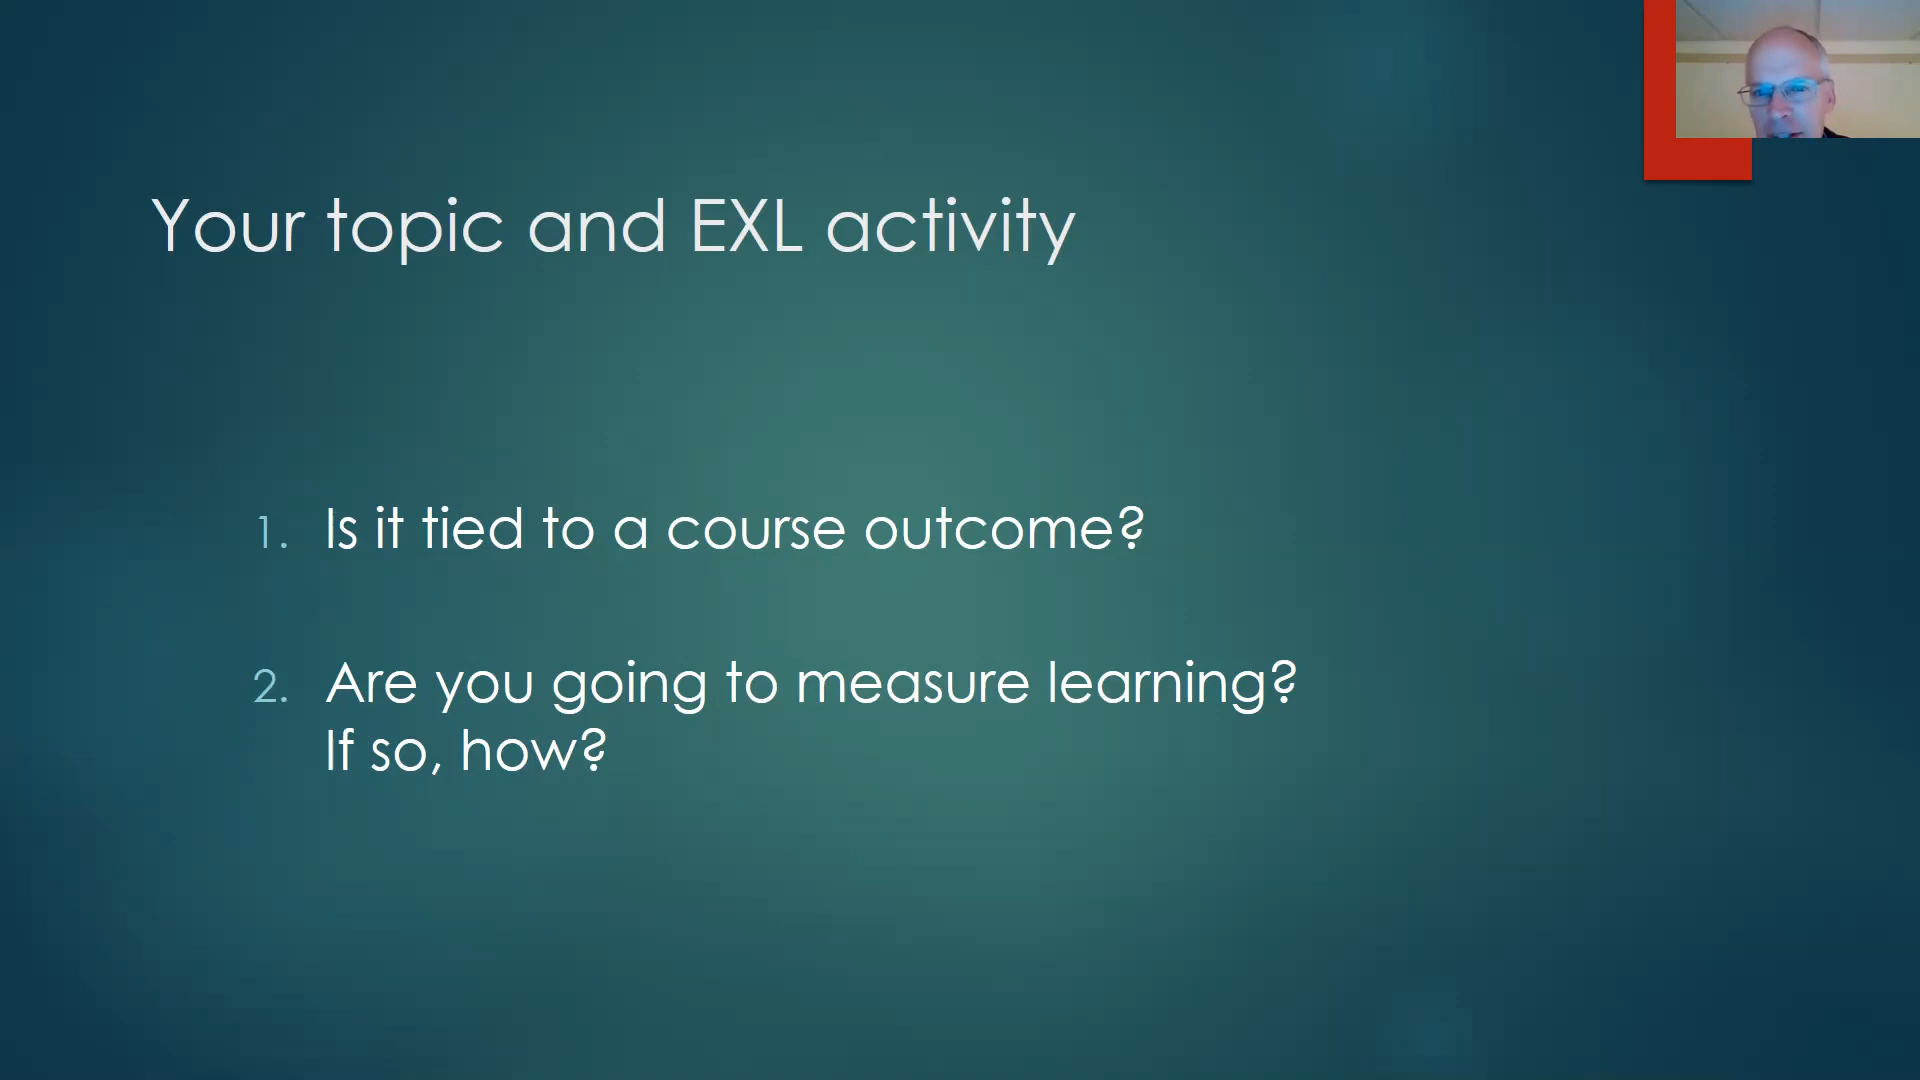 Your topic and EXL activity
1. Is it tied to a course outcome?
2. Are you going to measure learning?
If so, how?